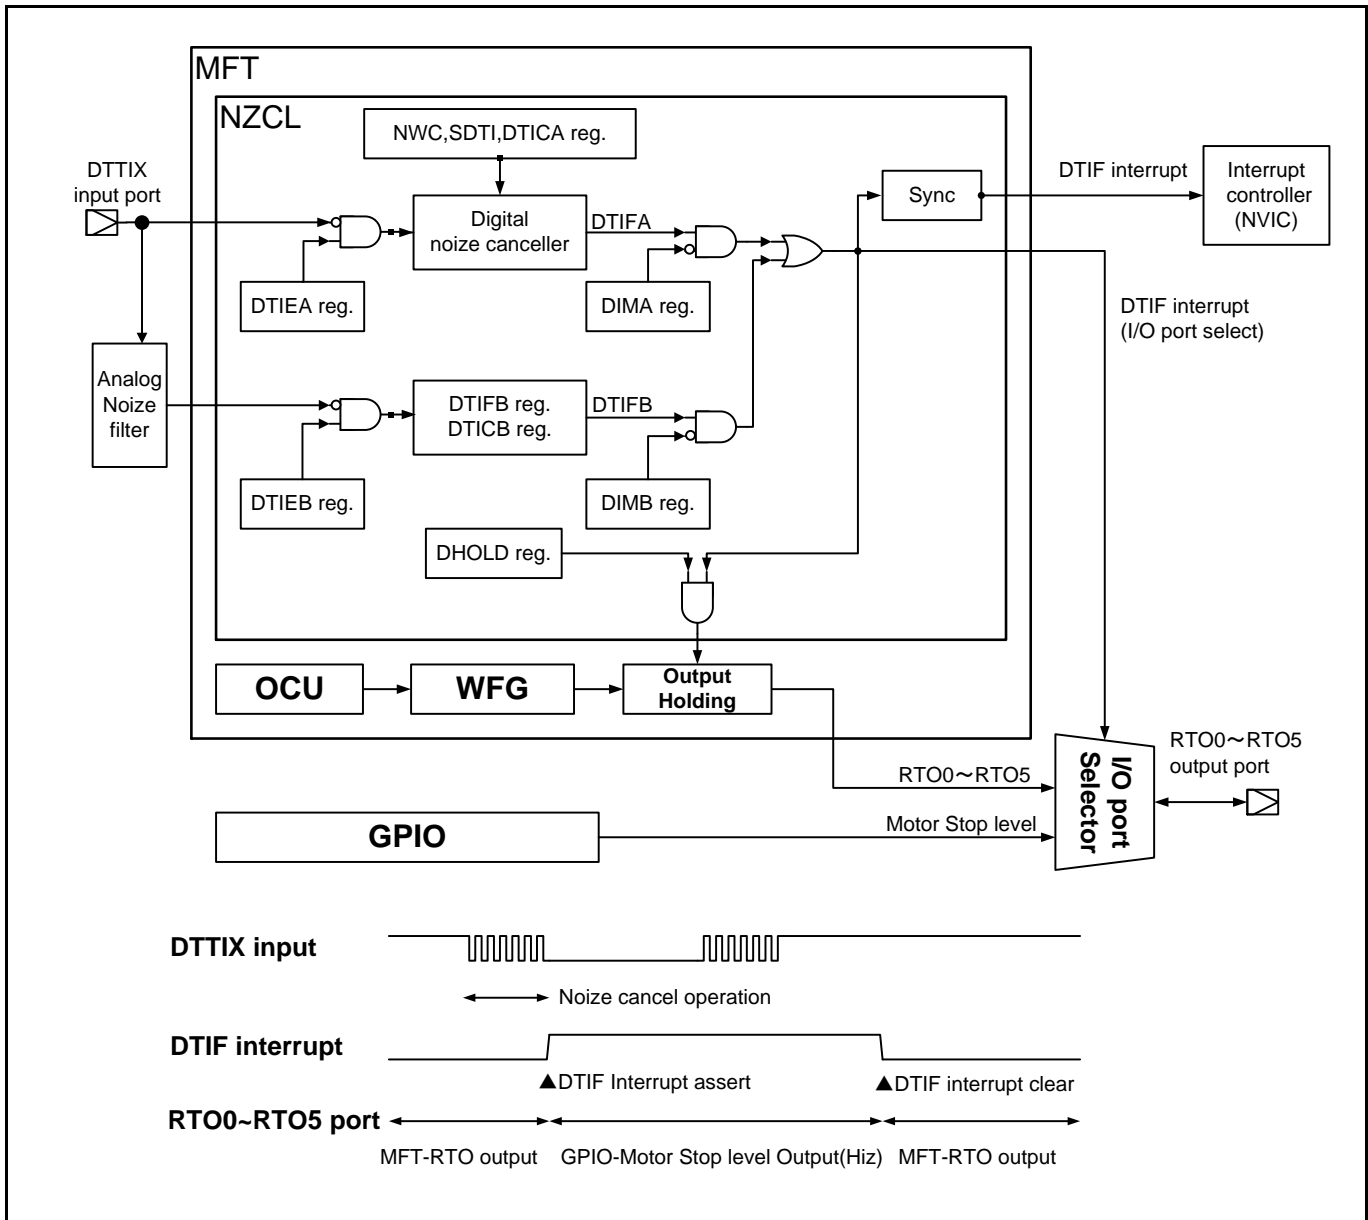 MFT
NZCL
NWC,SDTI,DTICA reg.
DTTIX
input port
Digital
noize canceller
DTIFA
Sync
DTIF interrupt
Interrupt
controller
(NVIC)
DTIEA reg.
DIMA reg.
DTIF interrupt
(I/O port select)
Analog
Noize
filter
DTIFB reg.
DTICB reg.
DTIFB
DTIEB reg.
DIMB reg.
DHOLD reg.
OCU
WFG
Output
Holding
RTO0～RTO5
I/O port
Selector
RTO0～RTO5
output port
GPIO
Motor Stop level
DTTIX input
Noize cancel operation
DTIF interrupt
▲DTIF Interrupt assert
▲DTIF interrupt clear
RTO0~RTO5 port
MFT-RTO output
GPIO-Motor Stop level Output(Hiz)
MFT-RTO output